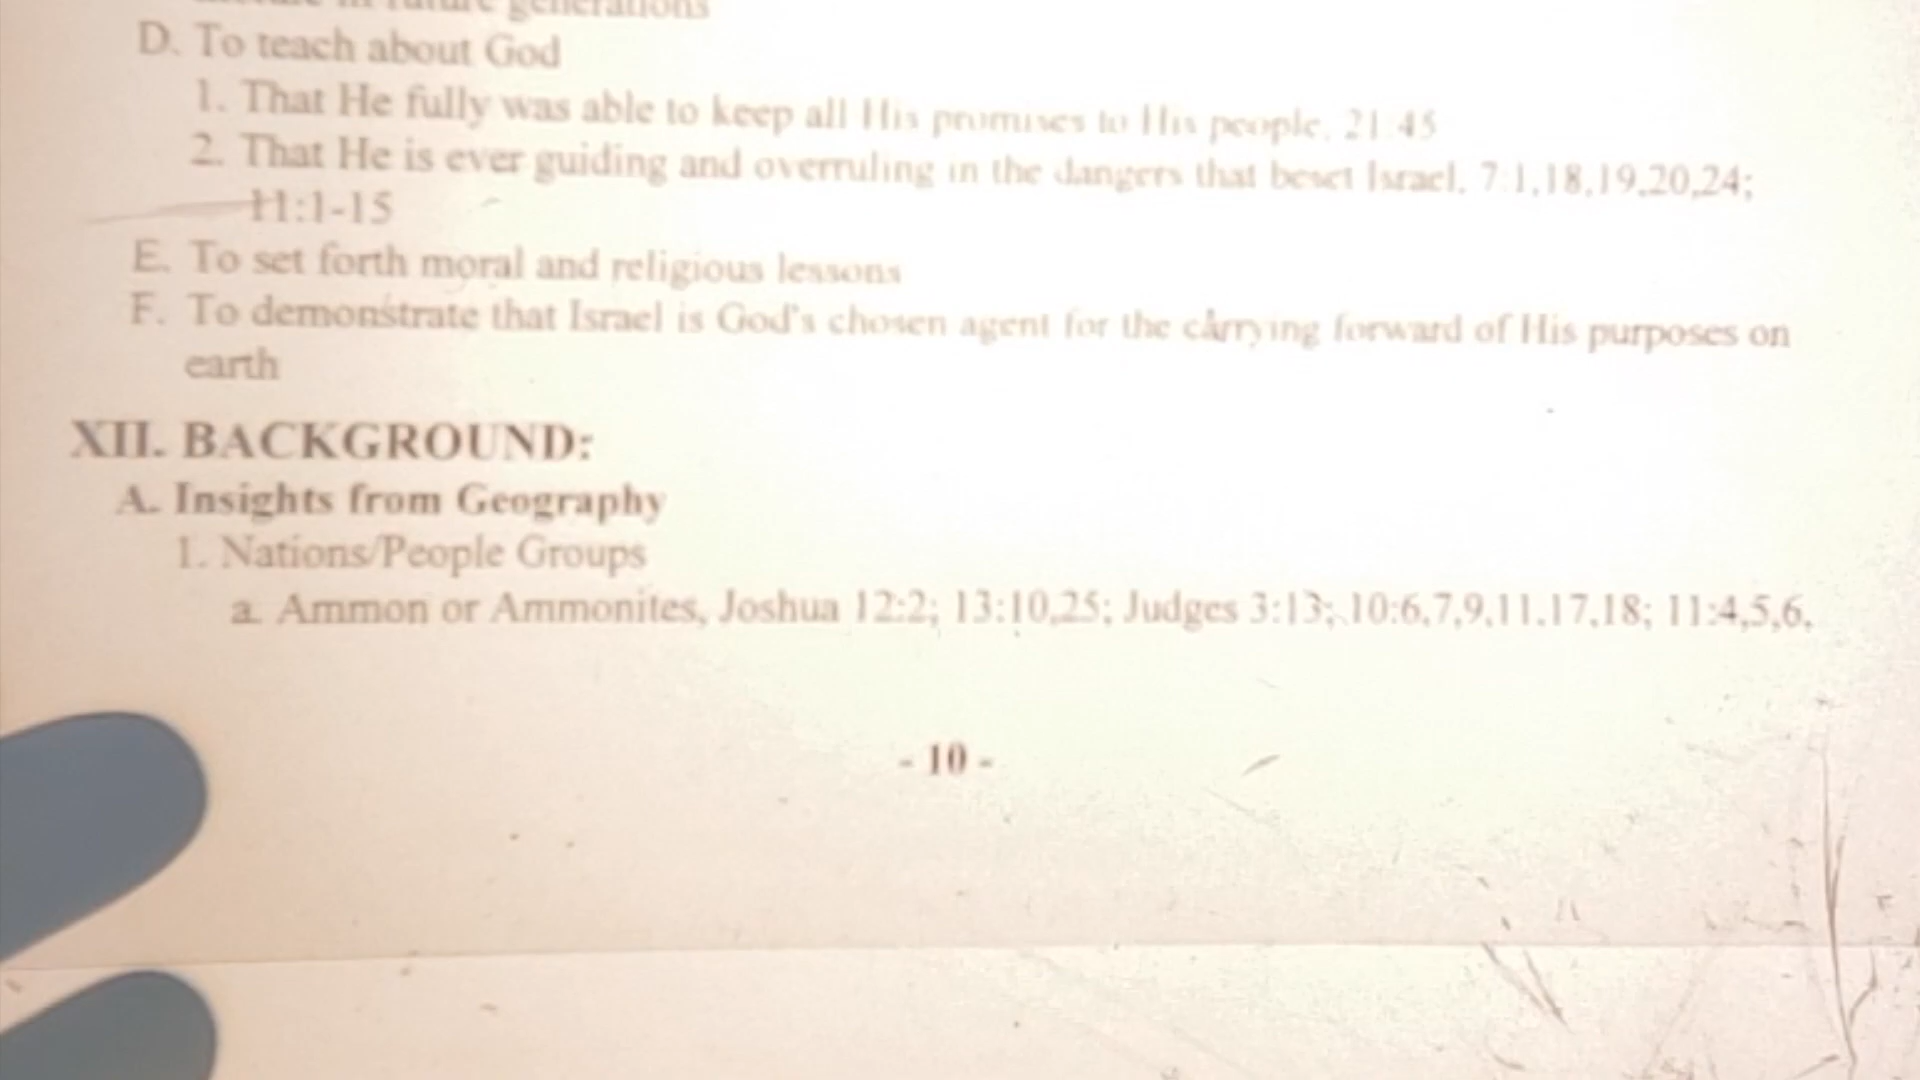 future generations
D. To teach about God
1. That He fully was able to keep all His promises to His people. 21:45
2. That He is ever guiding and overruling in the dangers that beset Israel. 7:1,18,19,20,24;
11:1-15
E. To set forth moral and religious lessons
F. To demonstrate that Israel is God's chosen agent for the carrying forward of His purposes on
earth
XII. BACKGROUND:
A. Insights from Geography
1. Nations/People Groups
a. Ammon or Ammonites, Joshua 12:2; 13:10,25; Judges 3:13; 10:6,7,9,11,17,18; 11:4,5,6,
- 10 -